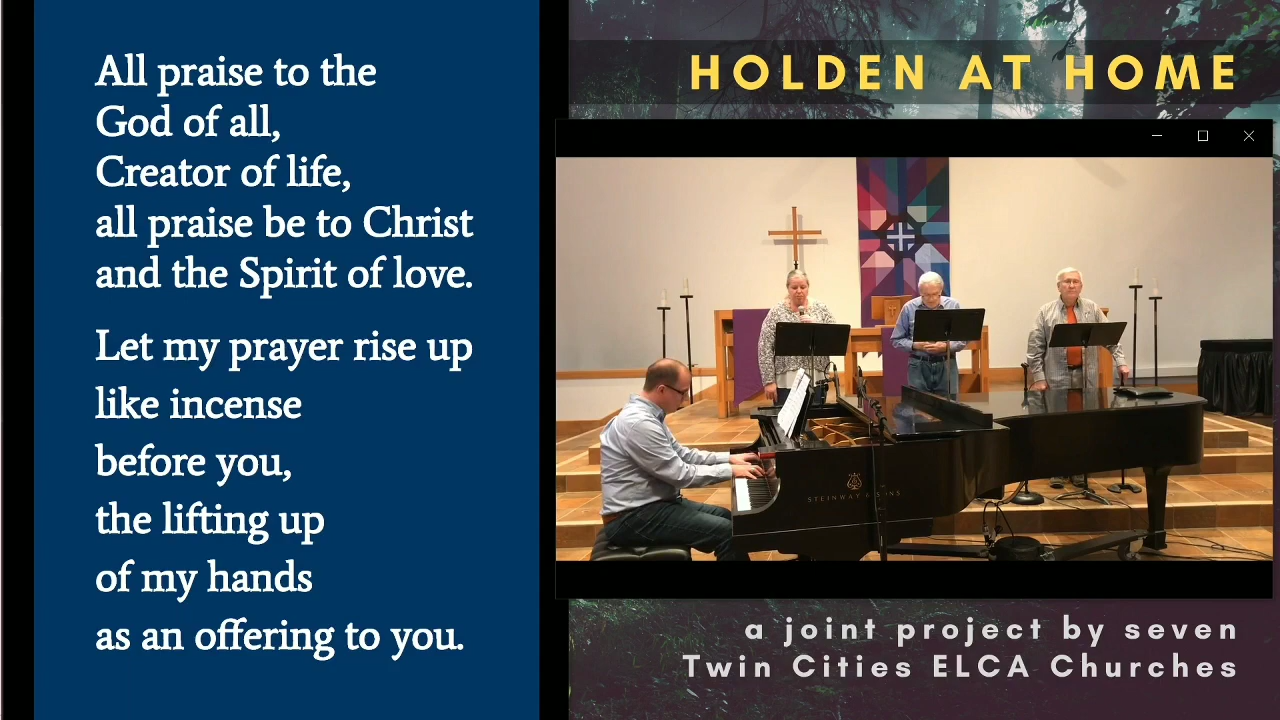 All praise to the
God of all,
Creator of life,
all praise be to Christ
and the Spirit of love.
Let my prayer rise up
like incense
before you,
the lifting up
of my hands
as an offering to you.
HOLDEN AT HOME
STEINWAY & SONS
a joint project by seven
Twin Cities ELCA Churches